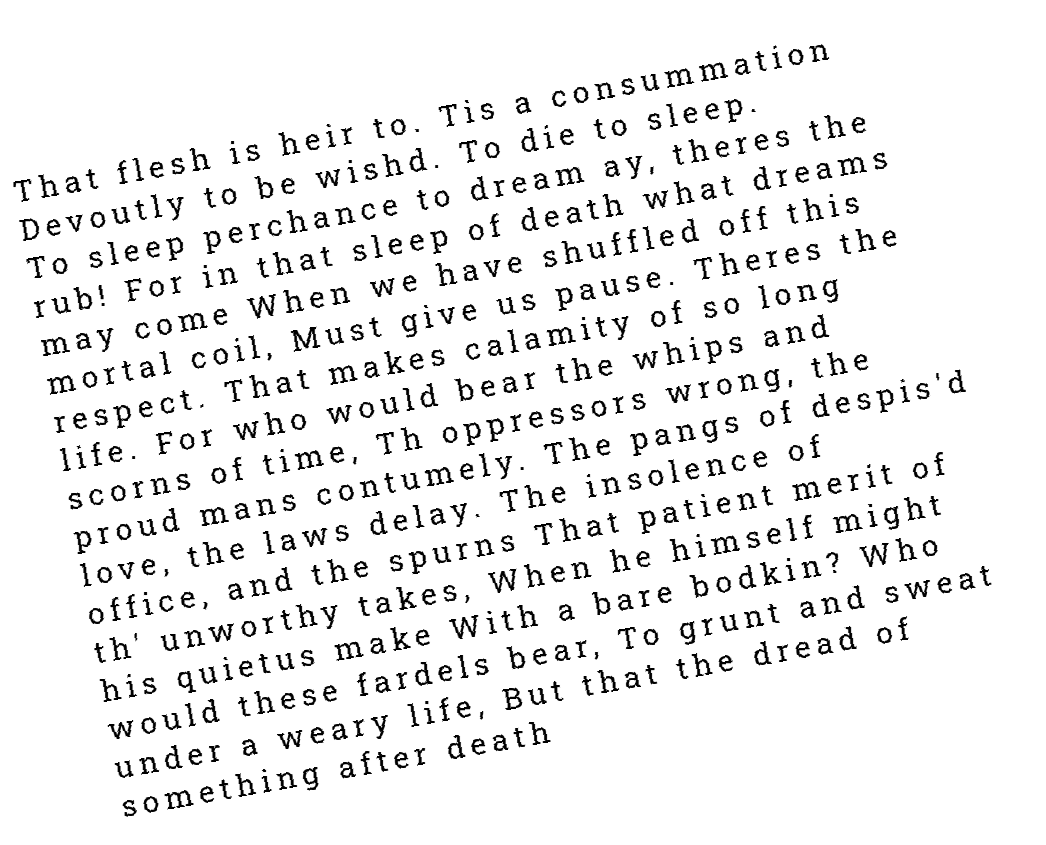 That flesh is heir to. Tis a consummation
Devoutly to be wishd. To die to sleep.
To sleep perchance to dream ay, theres the
rub! For in that sleep of death what dreams
may come When we have shuffled off this
mortal coil, Must give us pause. Theres the
respect. That makes calamity of so long
life. For who would bear the whips and
scorns of time, Th oppressors wrong, the
proud mans contumely. The pangs of despis'd
love, the laws delay. The insolence of
office, and the spurns That patient merit of
th' unworthy takes, When he himself might
his quietus make With a bare bodkin? Who
would these fardels bear, To grunt and sweat
under a weary life, But that the dread of
something after death